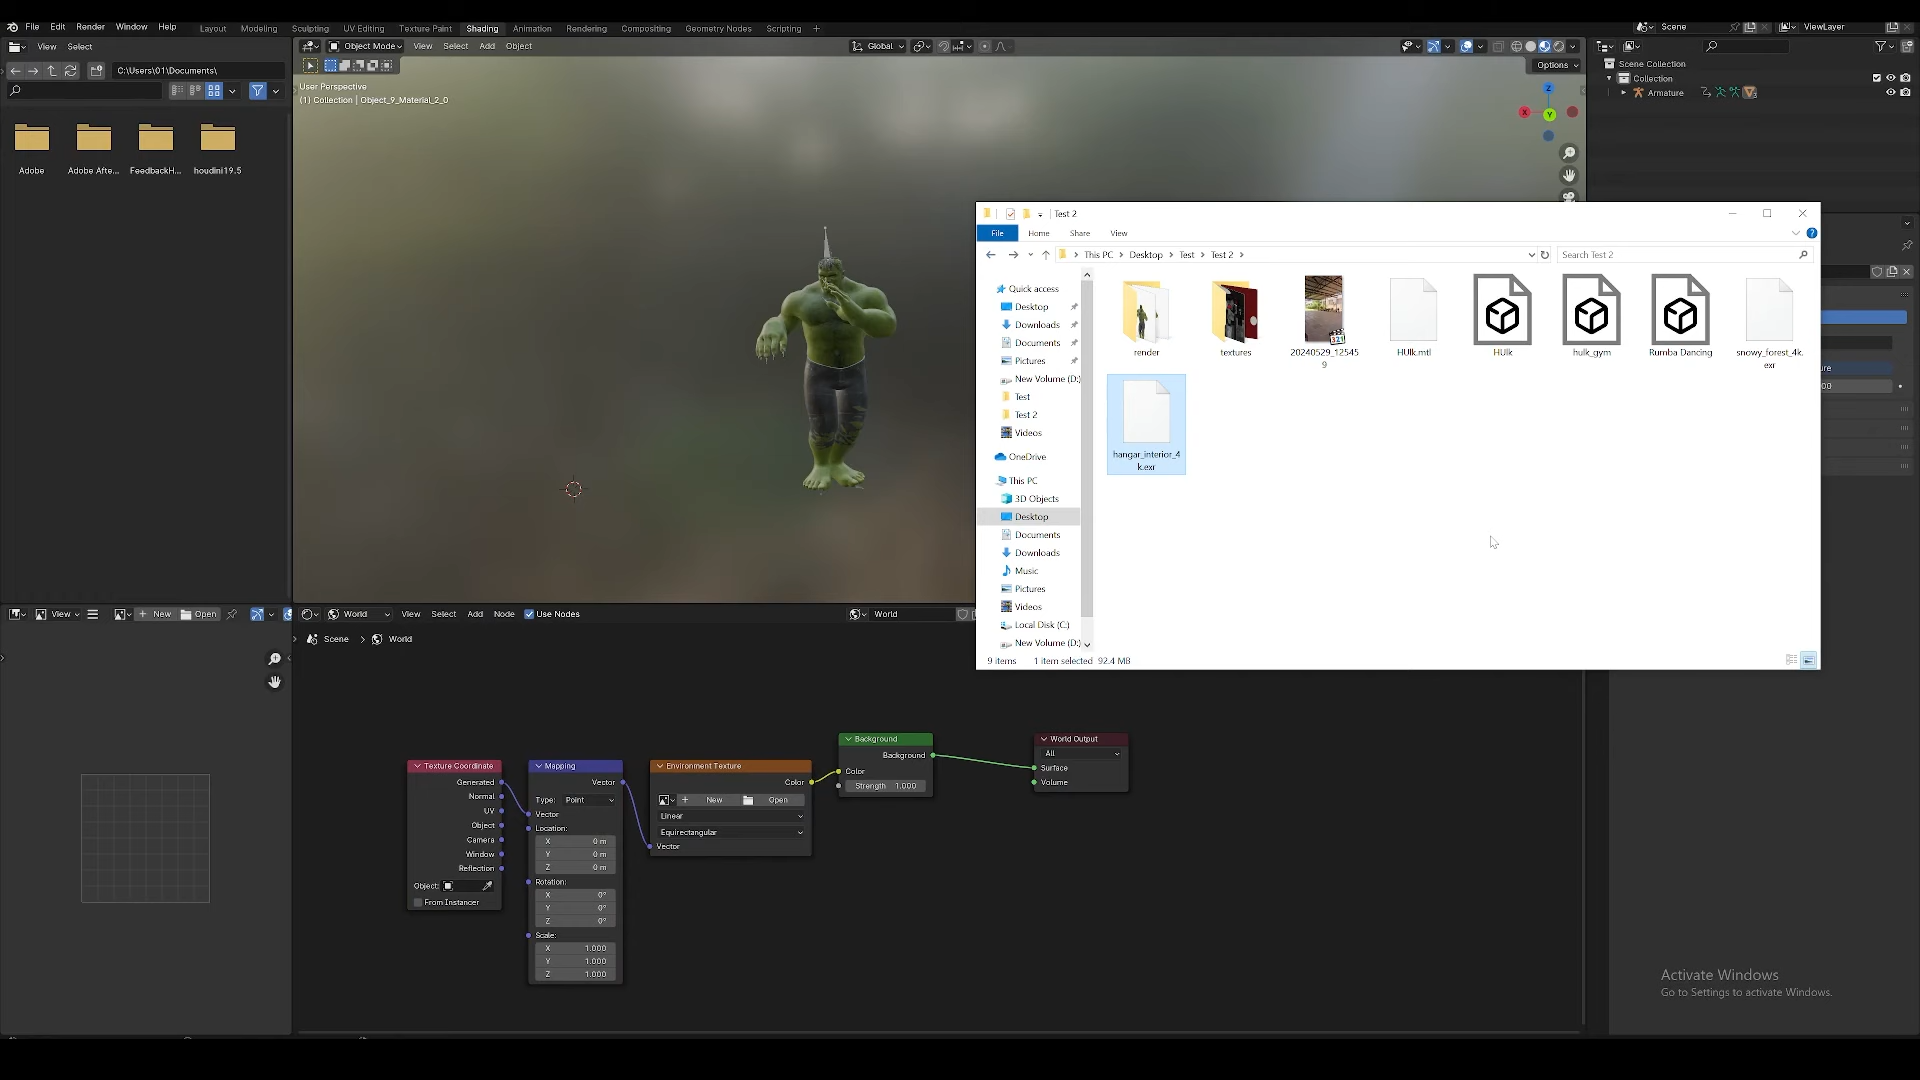 File Edit Render Window Help Layout Modeling Sculpting UV Editing Texture Paint Shading Animation Rendering Compositing Geometry Nodes Scripting + Scene ViewLayer
View Select
Object Mode View Select Add Object Global
C:\Users\01\Documents\
Options
User Perspective
(1) Collection | Object_9_Material_2_0
Scene Collection
Collection
Armature
Z
X
Y
Adobe Adobe Afte... FeedbackH... houdini19.5
Test 2
File Home Share View
This PC Desktop Test Test 2
Search Test 2
Quick access
Desktop
Downloads
Documents
Pictures
New Volume (D:)
Test
Test 2
Videos
OneDrive
This PC
3D Objects
Desktop
Documents
Downloads
Music
Pictures
Videos
Local Disk (C:)
New Volume (D:)
render
textures
321
20240529_12545
9
HUlk.mtl
HUlk
hulk_gym
Rumba Dancing
snowy_forest_4k.
exr
hangar_interior_4
k.exr
9 items 1 item selected 92.4 MB
View New Open
World View Select Add Node Use Nodes World
Scene World
Texture Coordinate
Generated
Normal
UV
Object
Camera
Window
Reflection
Object:
From Instancer
Mapping
Vector
Type: Point
Vector
Location:
X 0 m
Y 0 m
Z 0 m
Rotation:
X 0°
Y 0°
Z 0°
Scale:
X 1.000
Y 1.000
Z 1.000
Environment Texture
Color
New Open
Linear
Equirectangular
Vector
Background
Background
Color
Strength 1.000
World Output
All
Surface
Volume
Activate Windows
Go to Settings to activate Windows.